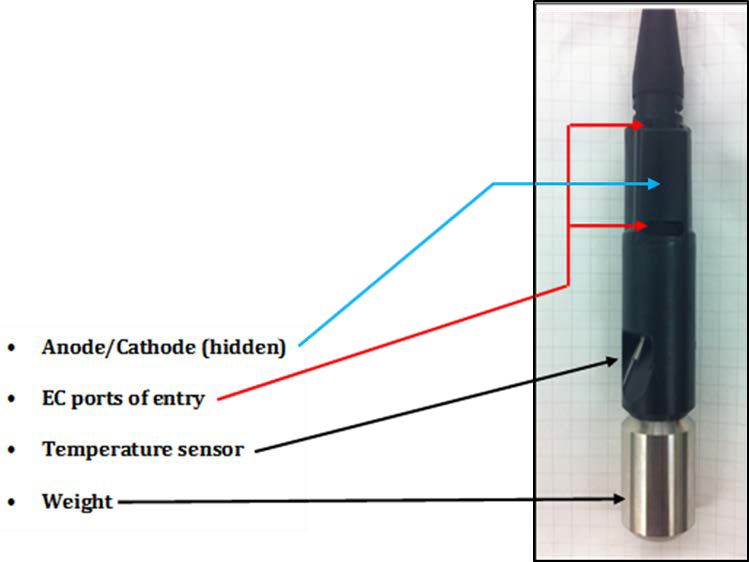 • Anode/Cathode (hidden)
• EC ports of entry
• Temperature sensor
• Weight